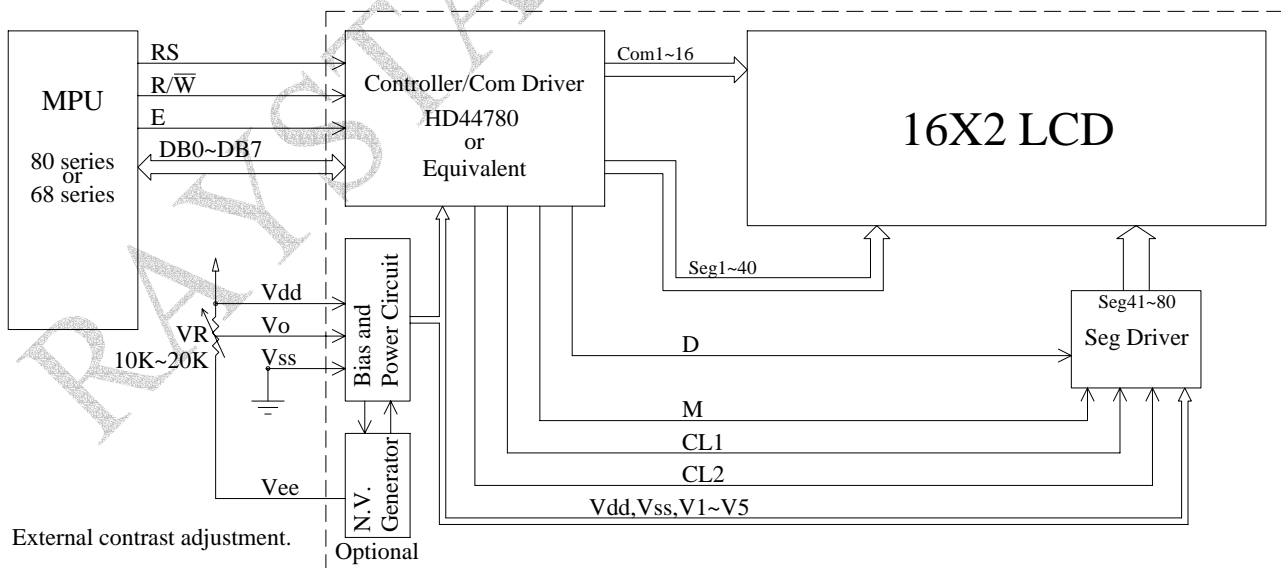 MPU
80 series
or
68 series
RS
R/W̅
E
DB0~DB7
Controller/Com Driver
HD44780
or
Equivalent
Com1~16
16X2 LCD
Seg1~40
Seg41~80
Seg Driver
Vdd
Vo
Vss
VR
10K~20K
Bias and
Power Circuit
D
M
CL1
CL2
Vdd,Vss,V1~V5
Vee
N.V.
Generator
Optional
External contrast adjustment.
RAYSTA